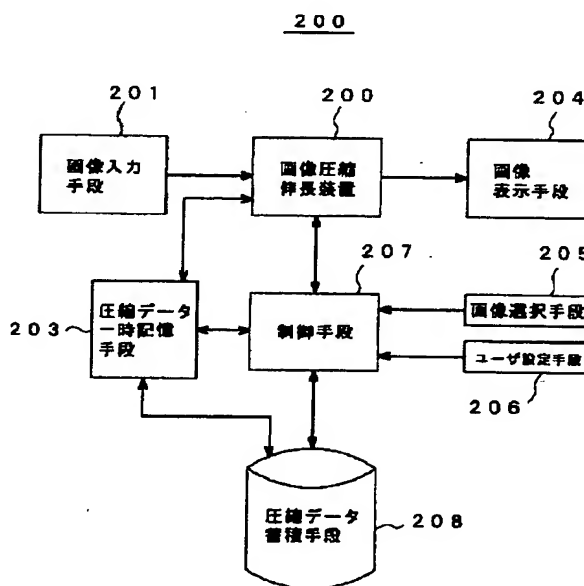 200
201
200
204
画像入力
手段
画像圧縮
伸長装置
画像
表示手段
207
205
203
圧縮データ
一時記憶
手段
制御手段
画像選択手段
ユーザ設定手段
206
圧縮データ
蓄積手段
208